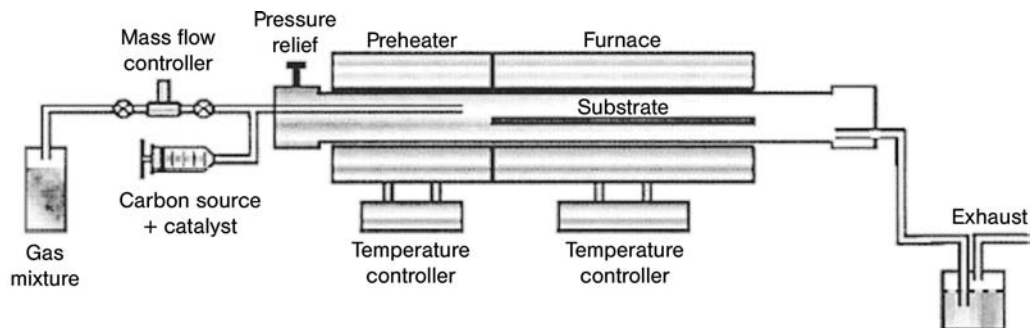 Pressure
relief
Mass flow
controller
Preheater
Furnace
Substrate
Carbon source
+ catalyst
Gas
mixture
Temperature
controller
Temperature
controller
Exhaust